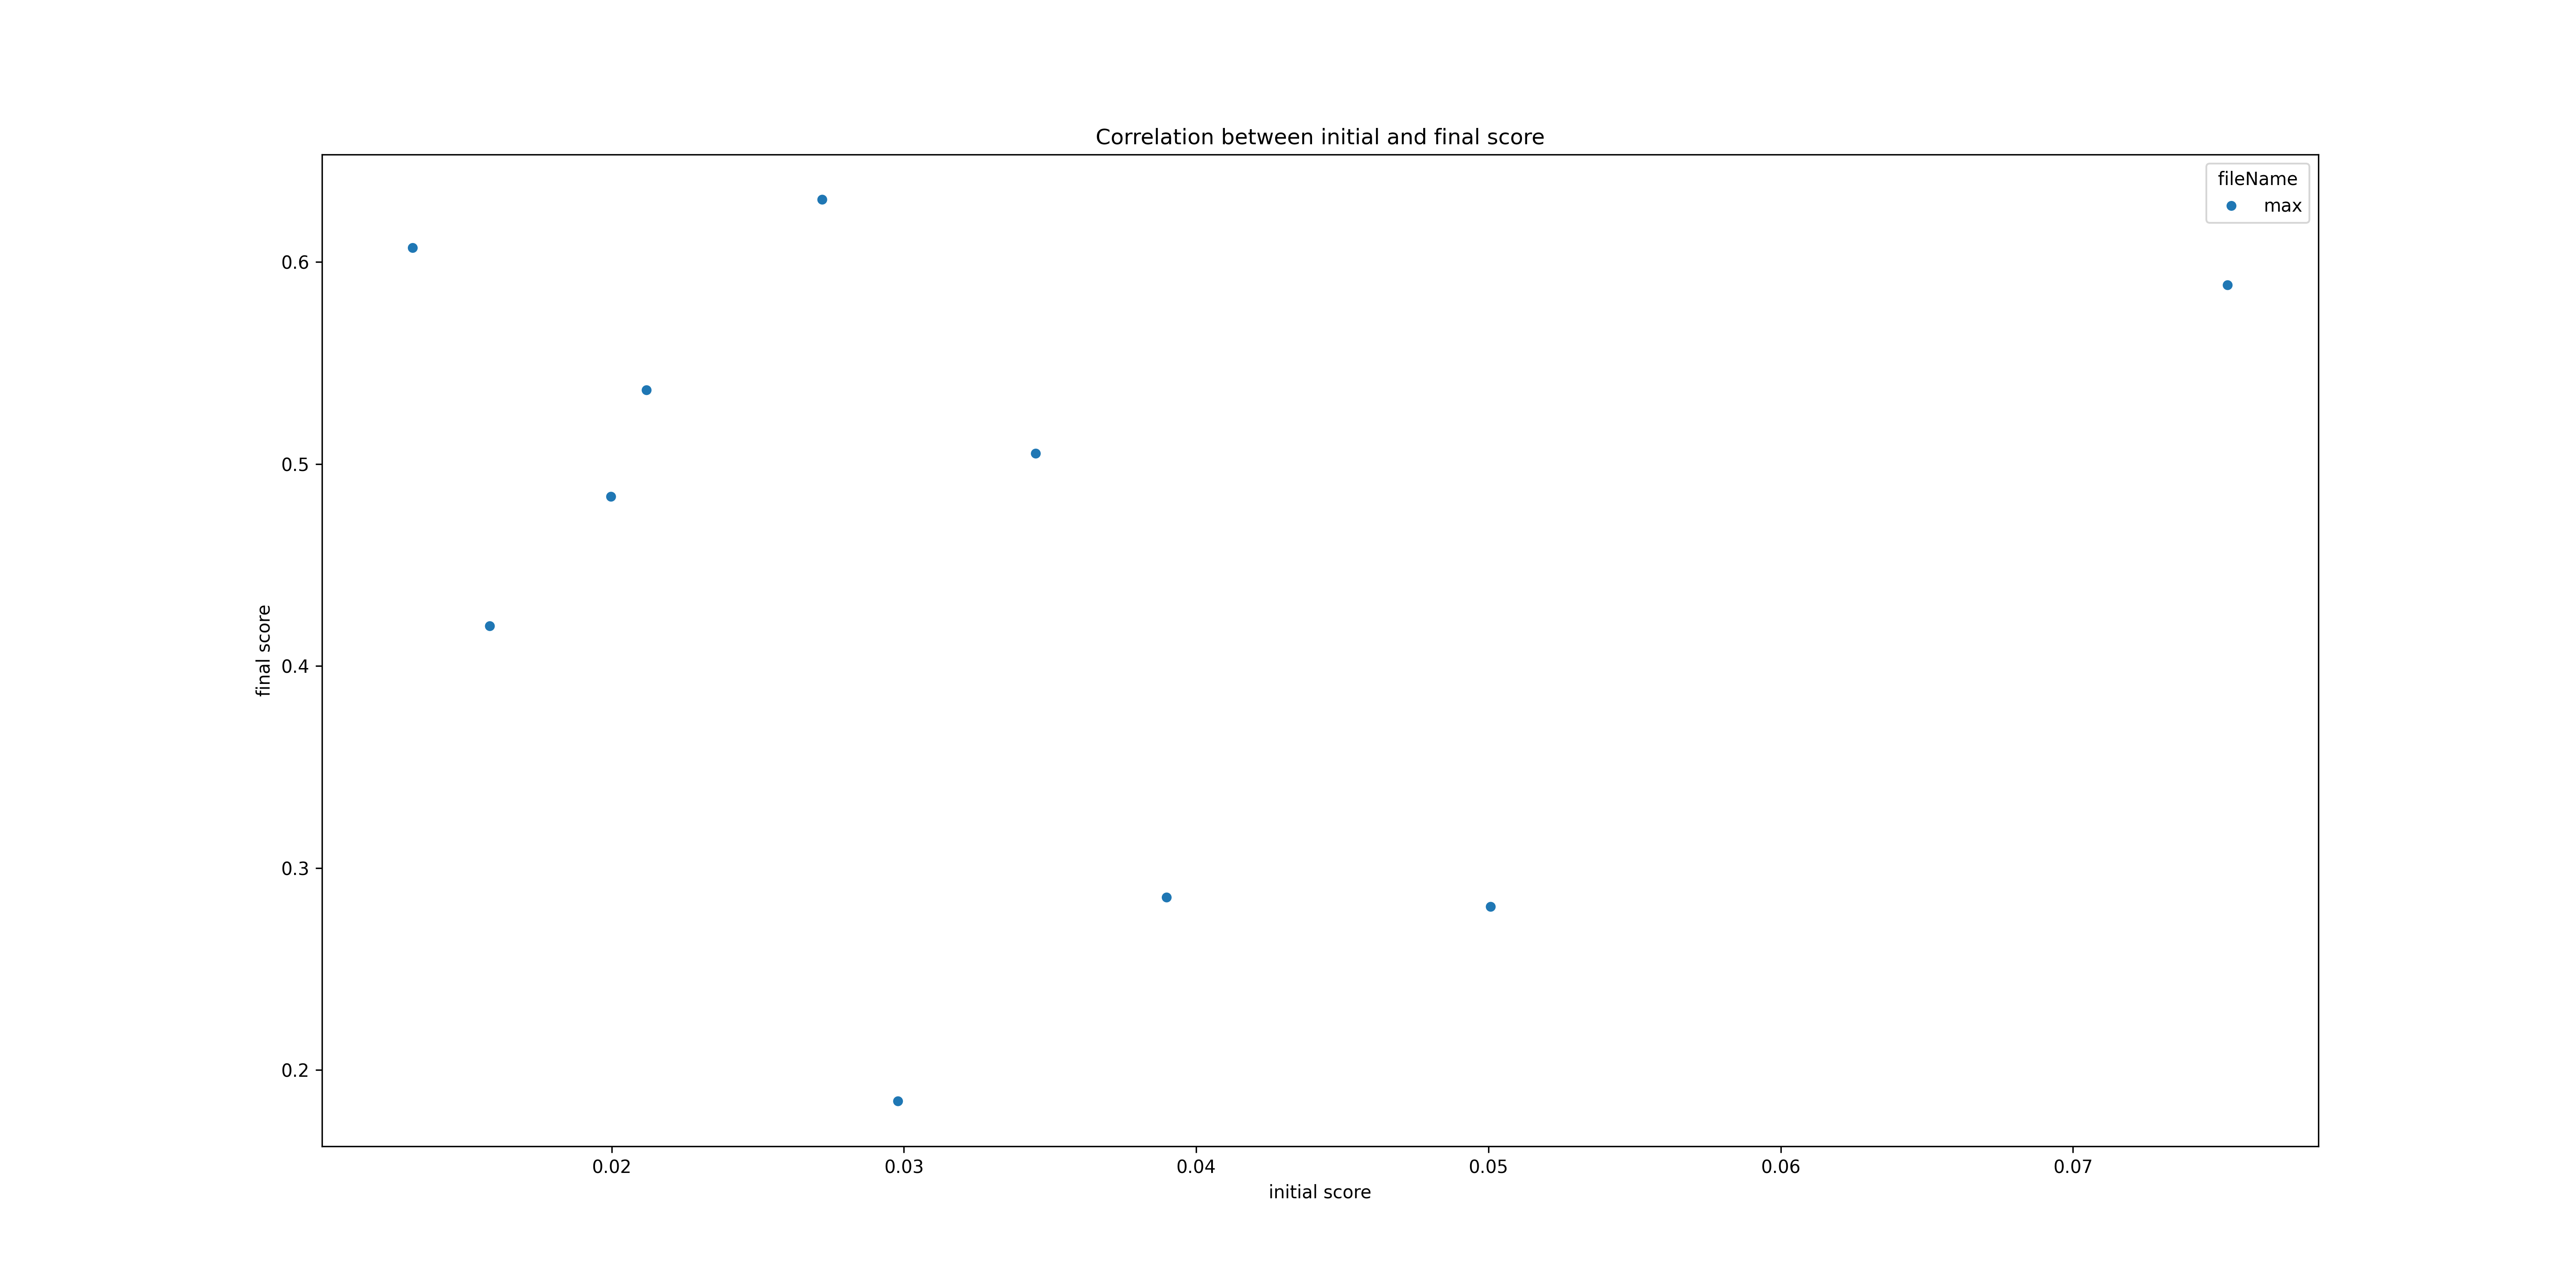 Correlation between initial and final score
fileName
max
0.6
0.5
0.4
0.3
0.2
final score
0.02 0.03 0.04 0.05 0.06 0.07
initial score